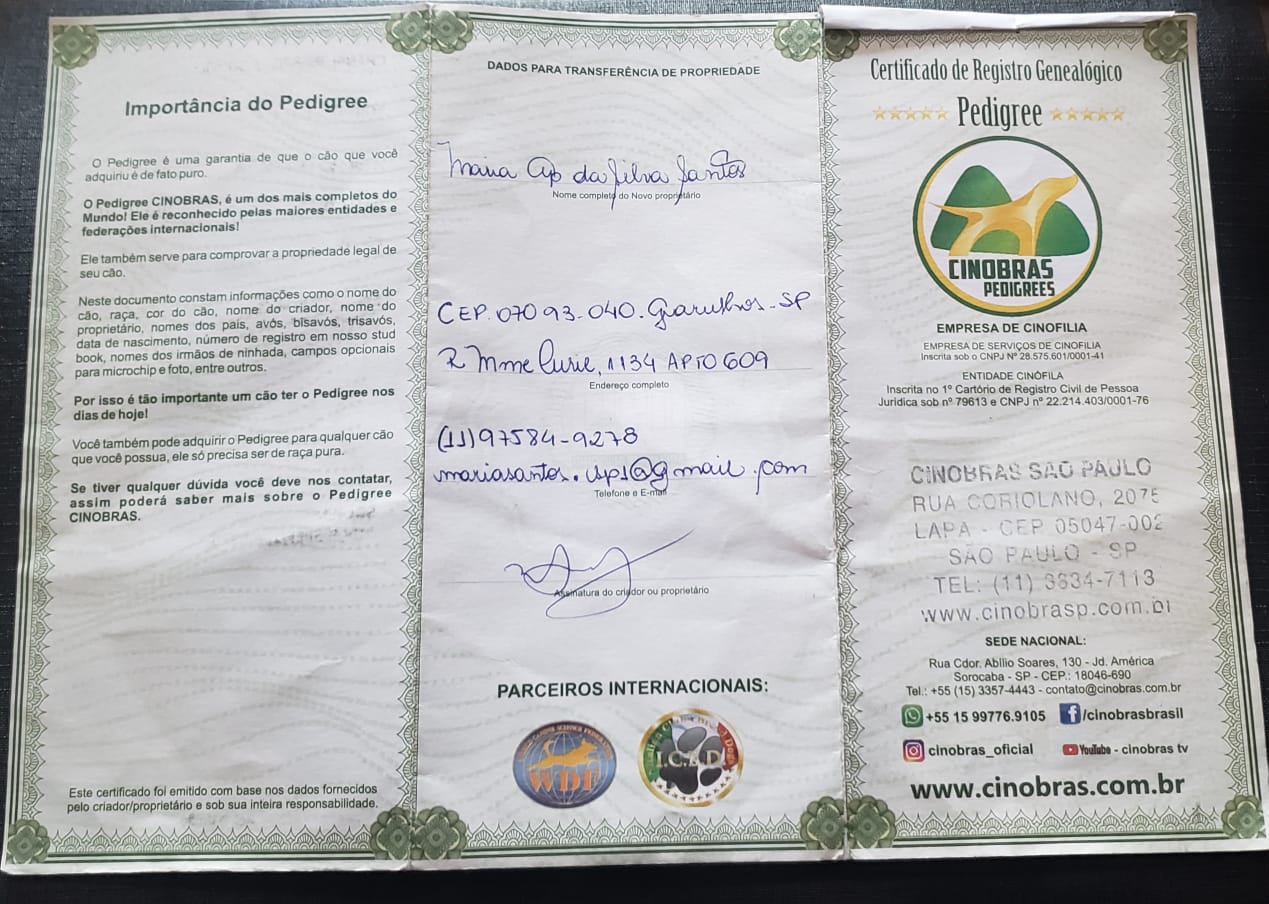 Importância do Pedigree
O Pedigree é uma garantia de que o cão que você
adquiriu é de fato puro.
O Pedigree CINOBRAS, é um dos mais completos do
Mundo! Ele é reconhecido pelas maiores entidades e
federações internacionais!
Ele também serve para comprovar a propriedade legal de
seu cão.
Neste documento constam informações como o nome do
cão, raça, cor do cão, nome do criador, nome do
proprietário, nomes dos pais, avós, bisavós, trisavós,
data de nascimento, número de registro em nosso stud
book, nomes dos irmãos de ninhada, campos opcionais
para microchip e foto, entre outros.
Por isso é tão importante um cão ter o Pedigree nos
dias de hoje!
Você também pode adquirir o Pedigree para qualquer cão
que você possua, ele só precisa ser de raça pura.
Se tiver qualquer dúvida você deve nos contatar,
assim poderá saber mais sobre o Pedigree
CINOBRAS.
Este certificado foi emitido com base nos dados fornecidos
pelo criador/proprietário e sob sua inteira responsabilidade.
DADOS PARA TRANSFERÊNCIA DE PROPRIEDADE
Maria Ap da Silva Santos
Nome completo do Novo proprietário
CEP. 07093-040. Guarulhos - SP
R Mme Curie, 1134 APTO 609
Endereço completo
(11)97584-9278
mariasantos.usp1@gmail.com
Telefone e E-mail
Assinatura do criador ou proprietário
PARCEIROS INTERNACIONAIS:
WDF
I.C.B.D
Certificado de Registro Genealógico
Pedigree
CINOBRAS
PEDIGREES
EMPRESA DE CINOFILIA
EMPRESA DE SERVIÇOS DE CINOFILIA
Inscrita sob o CNPJ Nº 28.575.601/0001-41
ENTIDADE CINÓFILA
Inscrita no 1º Cartório de Registro Civil de Pessoa
Juridica sob nº 79613 e CNPJ nº 22.214.403/0001-76
CINOBRAS SÃO PAULO
RUA CORIOLANO, 2075
LAPA - CEP 05047-002
SÃO PAULO - SP
TEL: (11) 3834-7113
www.cinobrasp.com.br
SEDE NACIONAL:
Rua Cdor. Abílio Soares, 130 - Jd. América
Sorocaba - SP - CEP.: 18046-690
Tel.: +55 (15) 3357-4443 - contato@cinobras.com.br
+55 15 99776.9105 /cinobrasbrasil
cinobras_oficial YouTube - cinobras tv
www.cinobras.com.br